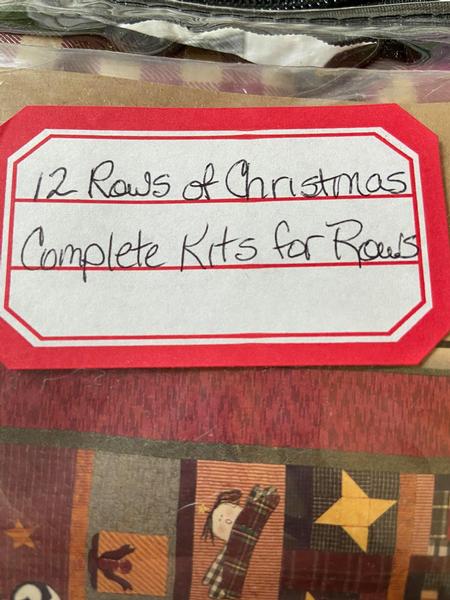 12 Rows of Christmas
Complete Kits for Rows